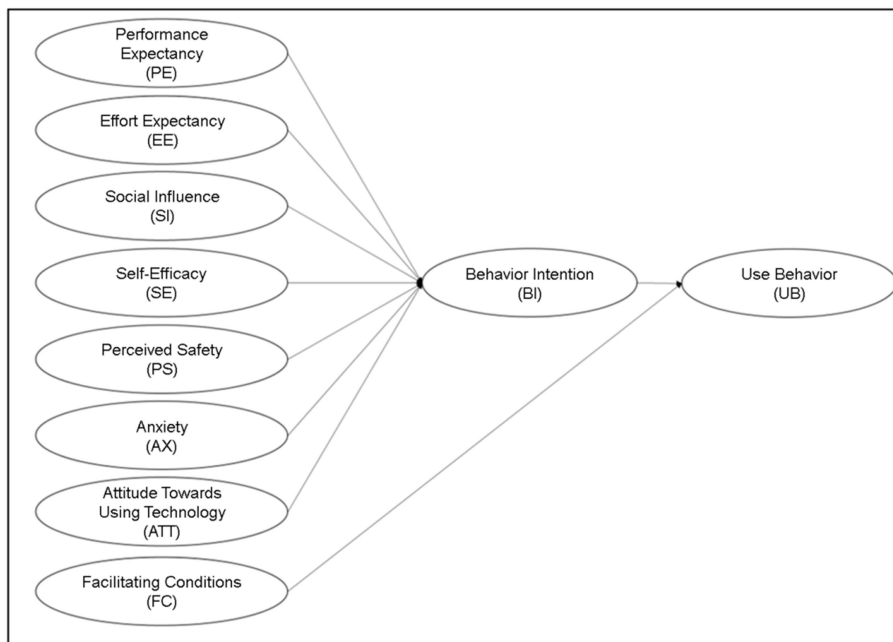 Performance
Expectancy
(PE)
Effort Expectancy
(EE)
Social Influence
(SI)
Self-Efficacy
(SE)
Perceived Safety
(PS)
Anxiety
(AX)
Attitude Towards
Using Technology
(ATT)
Facilitating Conditions
(FC)
Behavior Intention
(BI)
Use Behavior
(UB)